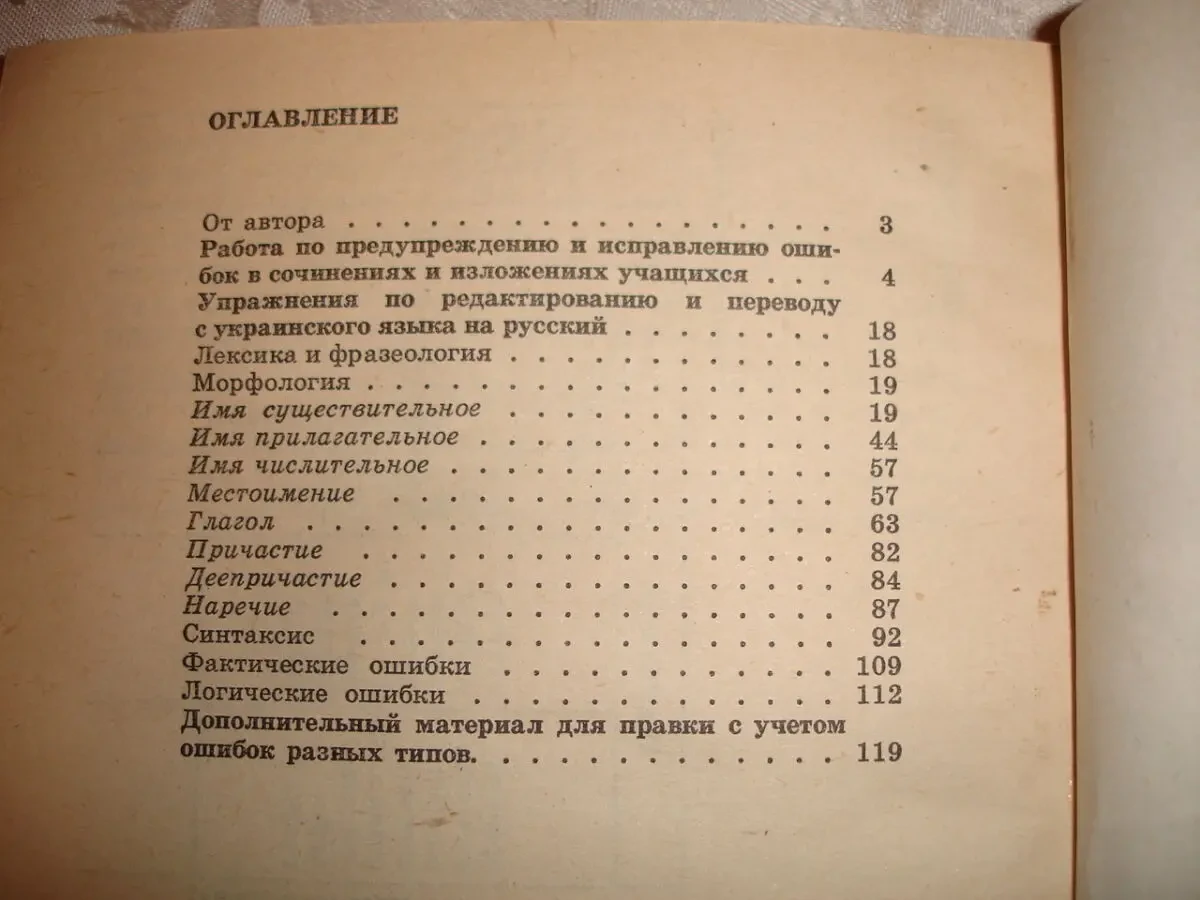 ОГЛАВЛЕНИЕ
От автора . . . . . . . . . . . . . . . . . . 3
Работа по предупреждению и исправлению оши-
бок в сочинениях и изложениях учащихся . . . 4
Упражнения по редактированию и переводу
с украинского языка на русский . . . . . . . . 18
Лексика и фразеология . . . . . . . . . . . . 18
Морфология . . . . . . . . . . . . . . . . . 19
Имя существительное . . . . . . . . . . . . 19
Имя прилагательное . . . . . . . . . . . . . 44
Имя числительное . . . . . . . . . . . . . . 57
Местоимение . . . . . . . . . . . . . . . . 57
Глагол . . . . . . . . . . . . . . . . . . . 63
Причастие . . . . . . . . . . . . . . . . . 82
Деепричастие . . . . . . . . . . . . . . . . 84
Наречие . . . . . . . . . . . . . . . . . . 87
Синтаксис . . . . . . . . . . . . . . . . . 92
Фактические ошибки . . . . . . . . . . . . 109
Логические ошибки . . . . . . . . . . . . . 112
Дополнительный материал для правки с учетом
ошибок разных типов. . . . . . . . . . . . . 119